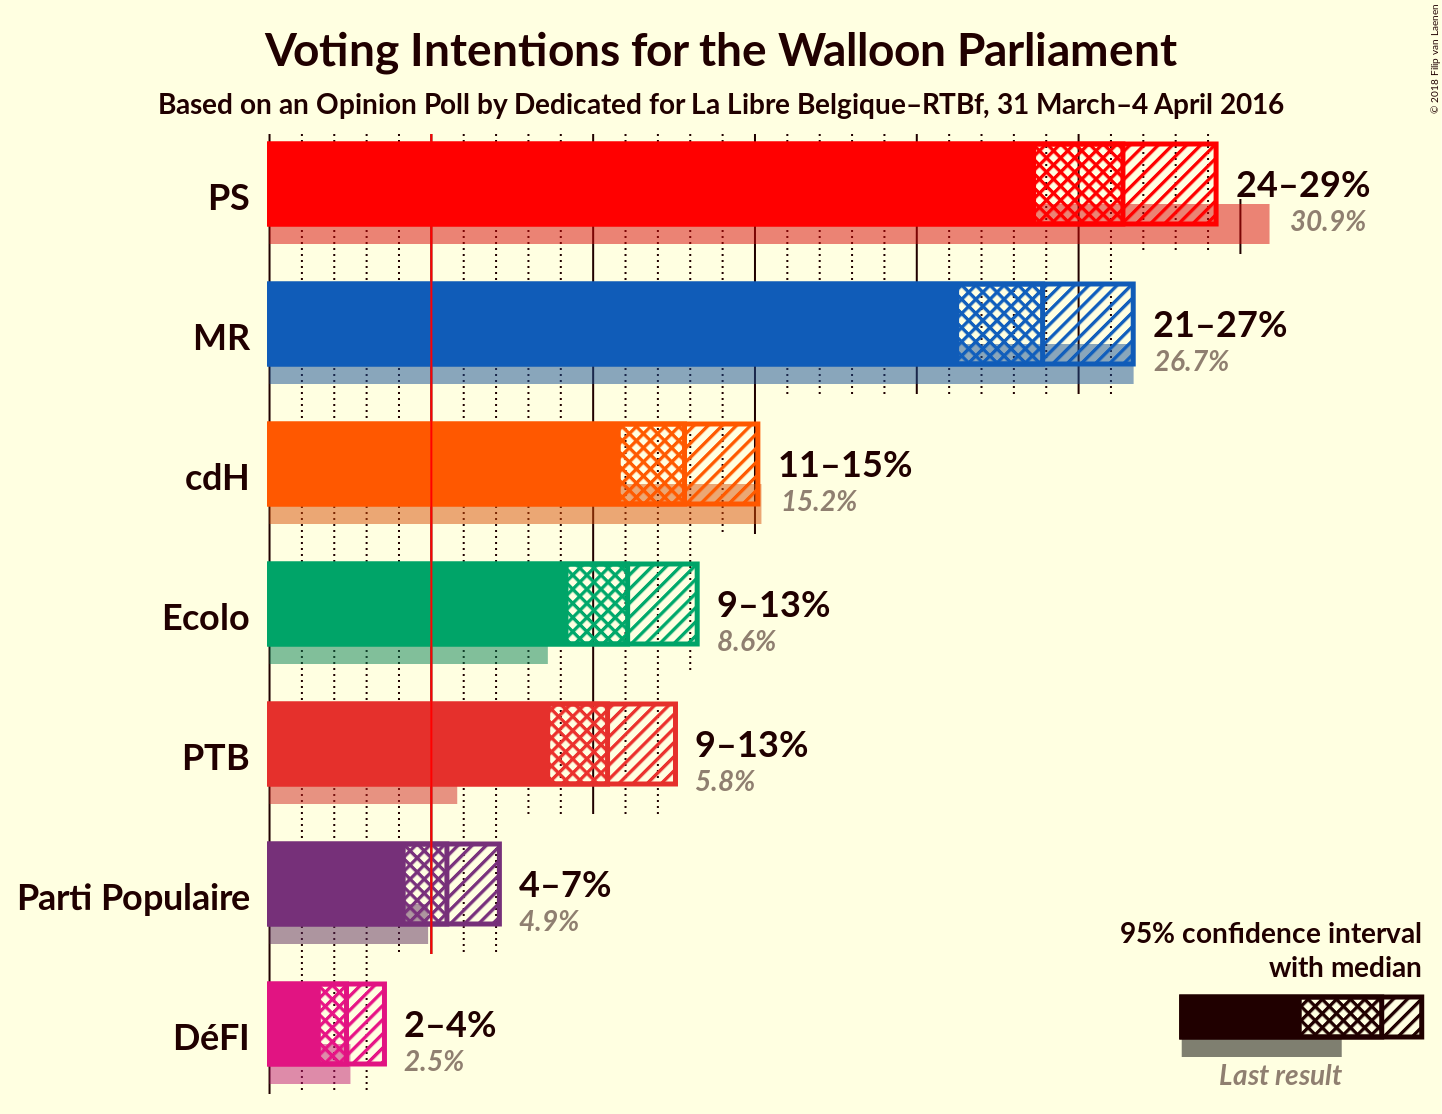 Voting Intentions for the Walloon Parliament
Based on an Opinion Poll by Dedicated for La Libre Belgique–RTBf, 31 March–4 April 2016
© 2018 Filip van Laenen
PS
24–29%
30.9%
MR
21–27%
26.7%
cdH
11–15%
15.2%
Ecolo
9–13%
8.6%
PTB
9–13%
5.8%
Parti Populaire
4–7%
4.9%
DéFI
2–4%
2.5%
95% confidence interval
with median
Last result